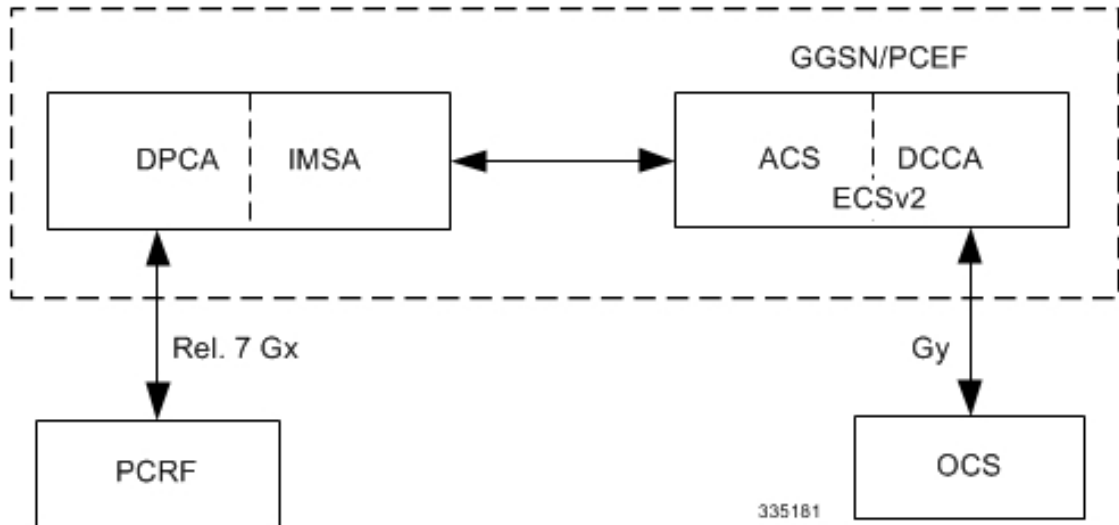 GGSN/PCEF
DPCA IMSA
ACS DCCA
ECSv2
Rel. 7 Gx
Gy
PCRF
OCS
335181